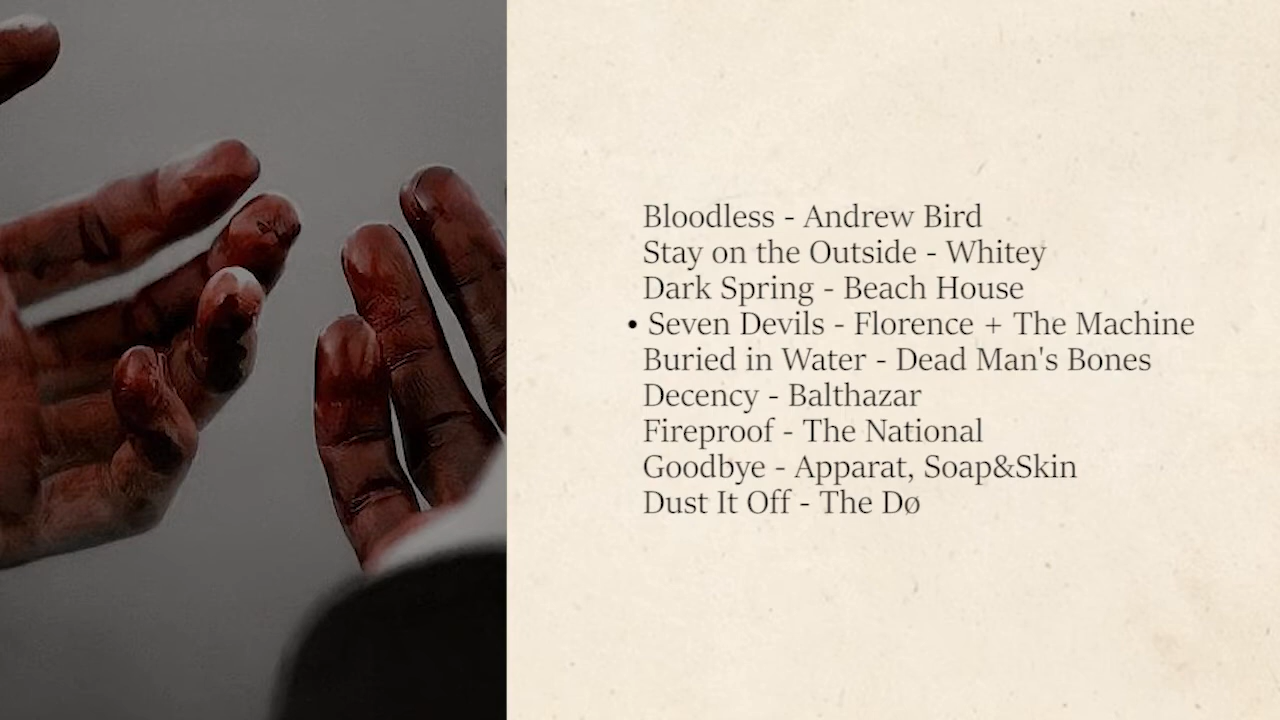 Bloodless - Andrew Bird
Stay on the Outside - Whitey
Dark Spring - Beach House
• Seven Devils - Florence + The Machine
Buried in Water - Dead Man's Bones
Decency - Balthazar
Fireproof - The National
Goodbye - Apparat, Soap&Skin
Dust It Off - The Dø